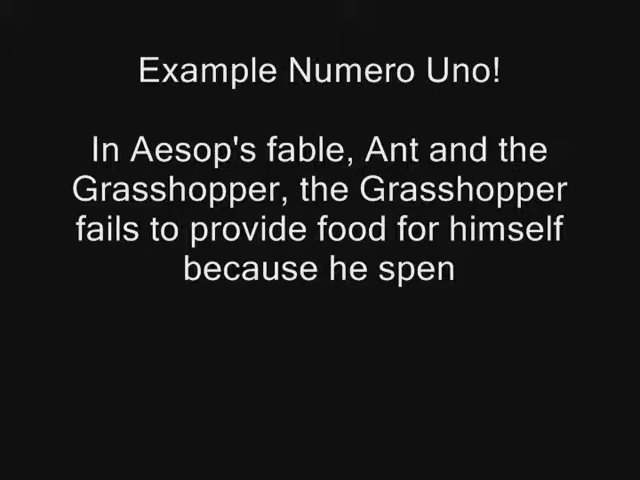 Example Numero Uno!
In Aesop's fable, Ant and the
Grasshopper, the Grasshopper
fails to provide food for himself
because he spen